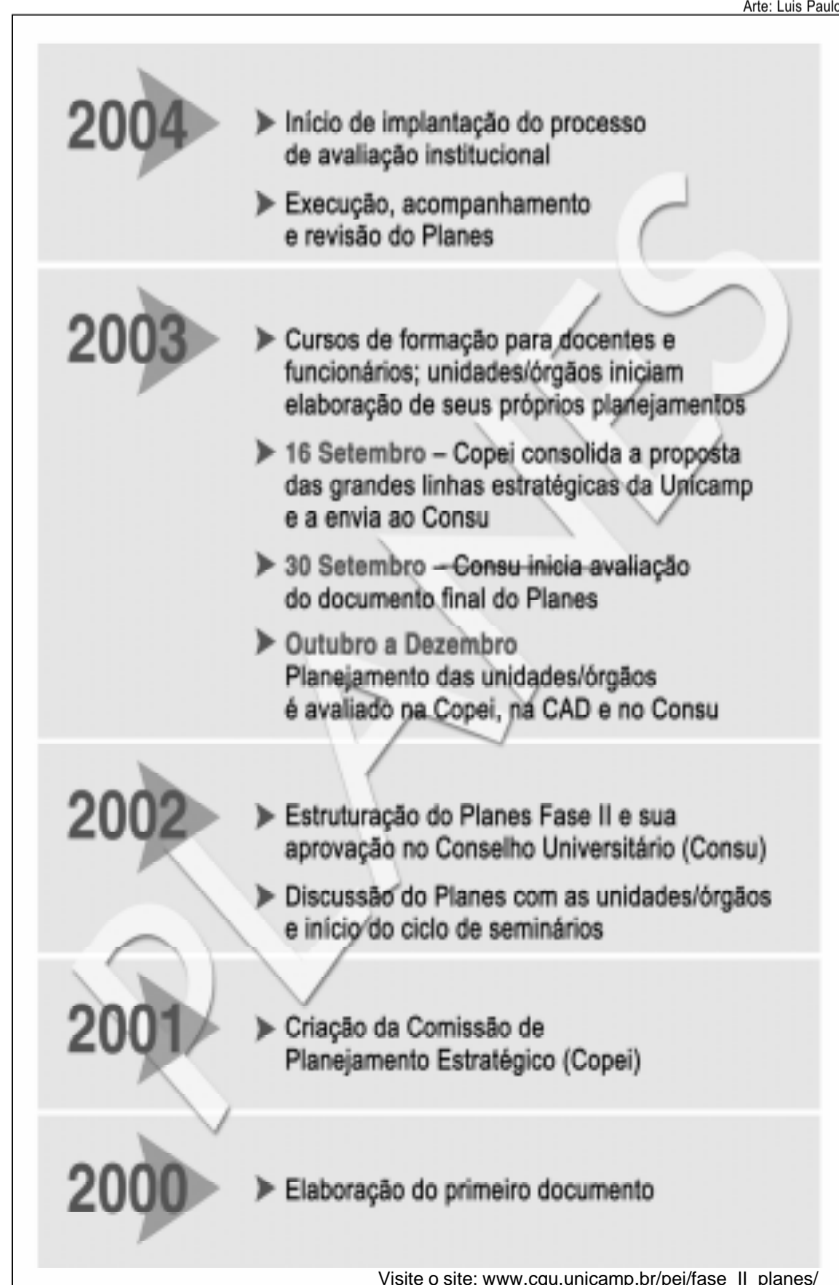 Arte: Luis Paulo
2004
Início de implantação do processo
de avaliação institucional
Execução, acompanhamento
e revisão do Planes
2003
Cursos de formação para docentes e
funcionários; unidades/órgãos iniciam
elaboração de seus próprios planejamentos
16 Setembro – Copei consolida a proposta
das grandes linhas estratégicas da Unicamp
e a envia ao Consu
30 Setembro – Consu inicia avaliação
do documento final do Planes
Outubro a Dezembro
Planejamento das unidades/órgãos
é avaliado na Copei, na CAD e no Consu
2002
Estruturação do Planes Fase II e sua
aprovação no Conselho Universitário (Consu)
Discussão do Planes com as unidades/órgãos
e início do ciclo de seminários
2001
Criação da Comissão de
Planejamento Estratégico (Copei)
2000
Elaboração do primeiro documento
PLANES
Visite o site: www.cgu.unicamp.br/pei/fase_II_planes/